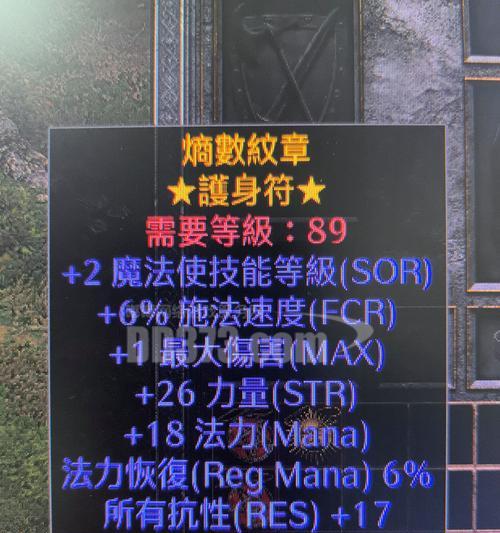 熵數紋章
★護身符★
需要等級：89
+2 魔法使技能等級(SOR)
+6% 施法速度(FCR)
最大傷害(MAX)
+26 力量(STR)
+18 法力(Mana)
法力恢復(Reg Mana) 6%
所有抗性(RES) +17